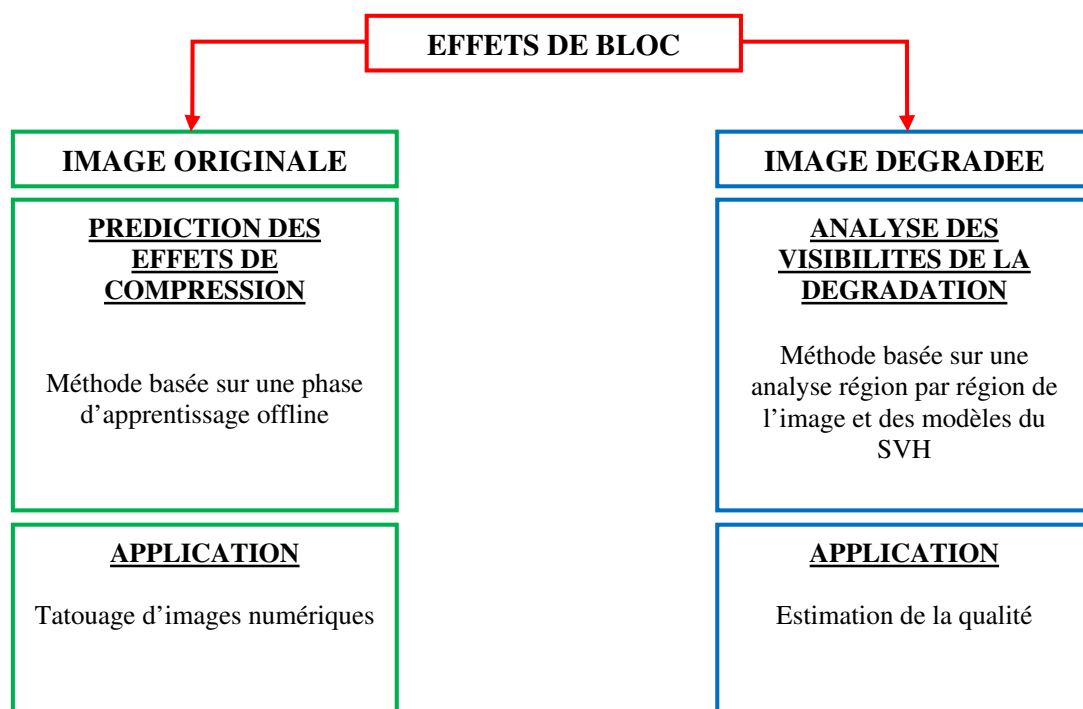 EFFETS DE BLOC
IMAGE ORIGINALE
PREDICTION DES
EFFETS DE
COMPRESSION
Méthode basée sur une phase
d’apprentissage offline
APPLICATION
Tatouage d’images numériques
IMAGE DEGRADEE
ANALYSE DES
VISIBILITES DE LA
DEGRADATION
Méthode basée sur une
analyse région par région de
l’image et des modèles du
SVH
APPLICATION
Estimation de la qualité